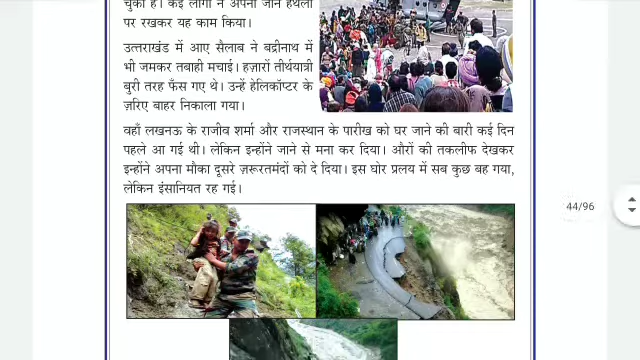 चुका है। कई लोगों ने अपनी जान हथेली
पर रखकर यह काम किया।
उत्तराखंड में आए सैलाब ने बद्रीनाथ में
भी जमकर तबाही मचाई। हज़ारों तीर्थयात्री
बुरी तरह फँस गए थे। उन्हें हेलिकॉप्टर के
ज़रिए बाहर निकाला गया।
वहाँ लखनऊ के राजीव शर्मा और राजस्थान के पारीख को घर जाने की बारी कई दिन
पहले आ गई थी। लेकिन इन्होंने जाने से मना कर दिया। औरों की तकलीफ देखकर
इन्होंने अपना मौका दूसरे ज़रूरतमंदों को दे दिया। इस घोर प्रलय में सब कुछ बह गया,
लेकिन इंसानियत रह गई।
44/96